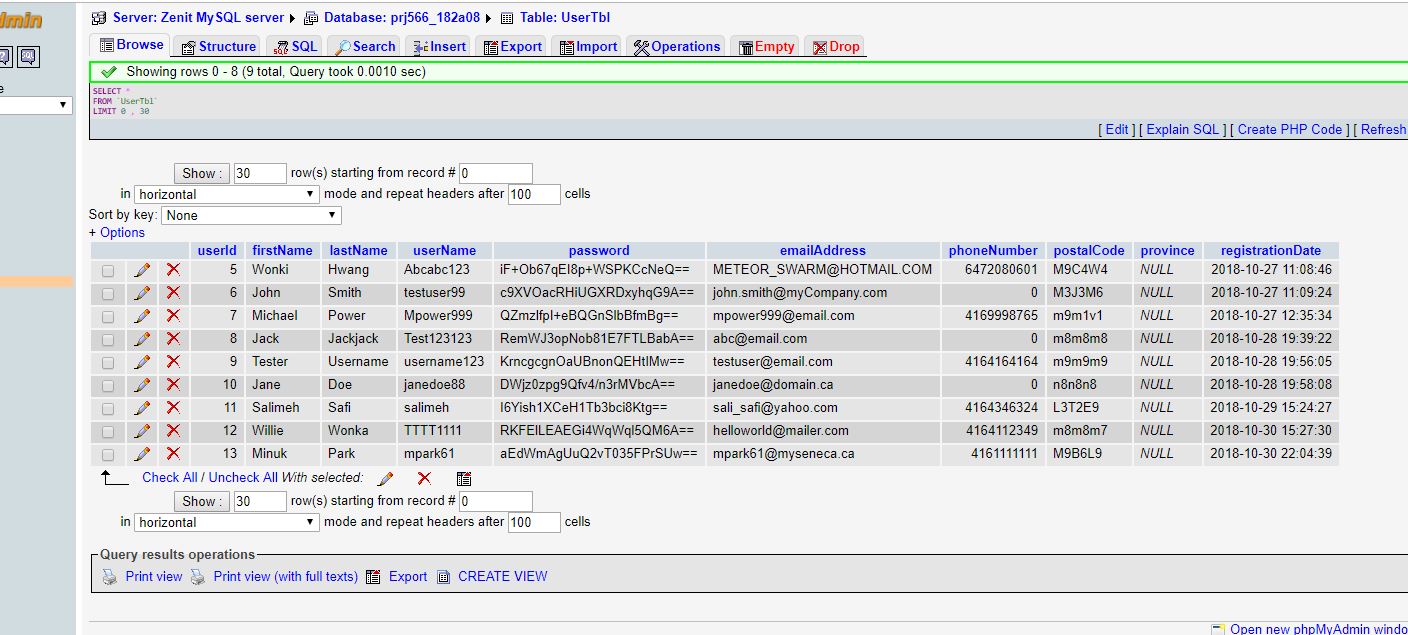 dmin
Server: Zenit MySQL server ▶ Database: prj566_182a08 ▶ Table: UserTbl
Browse Structure SQL Search Insert Export Import Operations Empty Drop
Showing rows 0 - 8 (9 total, Query took 0.0010 sec)
SELECT *
FROM `UserTbl`
LIMIT 0 , 30
[ Edit ] [ Explain SQL ] [ Create PHP Code ] [ Refresh
Show : 30 row(s) starting from record # 0
in horizontal mode and repeat headers after 100 cells
Sort by key: None
+ Options
userId firstName lastName userName password emailAddress phoneNumber postalCode province registrationDate
5 Wonki Hwang Abcabc123 iF+Ob67qEI8p+WSPKCcNeQ== METEOR_SWARM@HOTMAIL.COM 6472080601 M9C4W4 NULL 2018-10-27 11:08:46
6 John Smith testuser99 c9XVOacRHiUGXRDxyhqG9A== john.smith@myCompany.com 0 M3J3M6 NULL 2018-10-27 11:09:24
7 Michael Power Mpower999 QZmzlfpl+eBQGnSlbBfmBg== mpower999@email.com 4169998765 m9m1v1 NULL 2018-10-27 12:35:34
8 Jack Jackjack Test123123 RemWJ3opNob81E7FTLBabA== abc@email.com 0 m8m8m8 NULL 2018-10-28 19:39:22
9 Tester Username username123 KrncgcgnOaUBnonQEHtlMw== testuser@email.com 4164164164 m9m9m9 NULL 2018-10-28 19:56:05
10 Jane Doe janedoe88 DWjz0zpg9Qfv4/n3rMVbcA== janedoe@domain.ca 0 n8n8n8 NULL 2018-10-28 19:58:08
11 Salimeh Safi salimeh I6Yish1XCeH1Tb3bci8Ktg== sali_safi@yahoo.com 4164346324 L3T2E9 NULL 2018-10-29 15:24:27
12 Willie Wonka TTTT1111 RKFElLEAEGi4WqWql5QM6A== helloworld@mailer.com 4164112349 m8m8m7 NULL 2018-10-30 15:27:30
13 Minuk Park mpark61 aEdWmAgUuQ2vT035FPrSUw== mpark61@myseneca.ca 4161111111 M9B6L9 NULL 2018-10-30 22:04:39
Check All / Uncheck All With selected:
Show : 30 row(s) starting from record # 0
in horizontal mode and repeat headers after 100 cells
Query results operations
Print view Print view (with full texts) Export CREATE VIEW
Open new phpMyAdmin windo